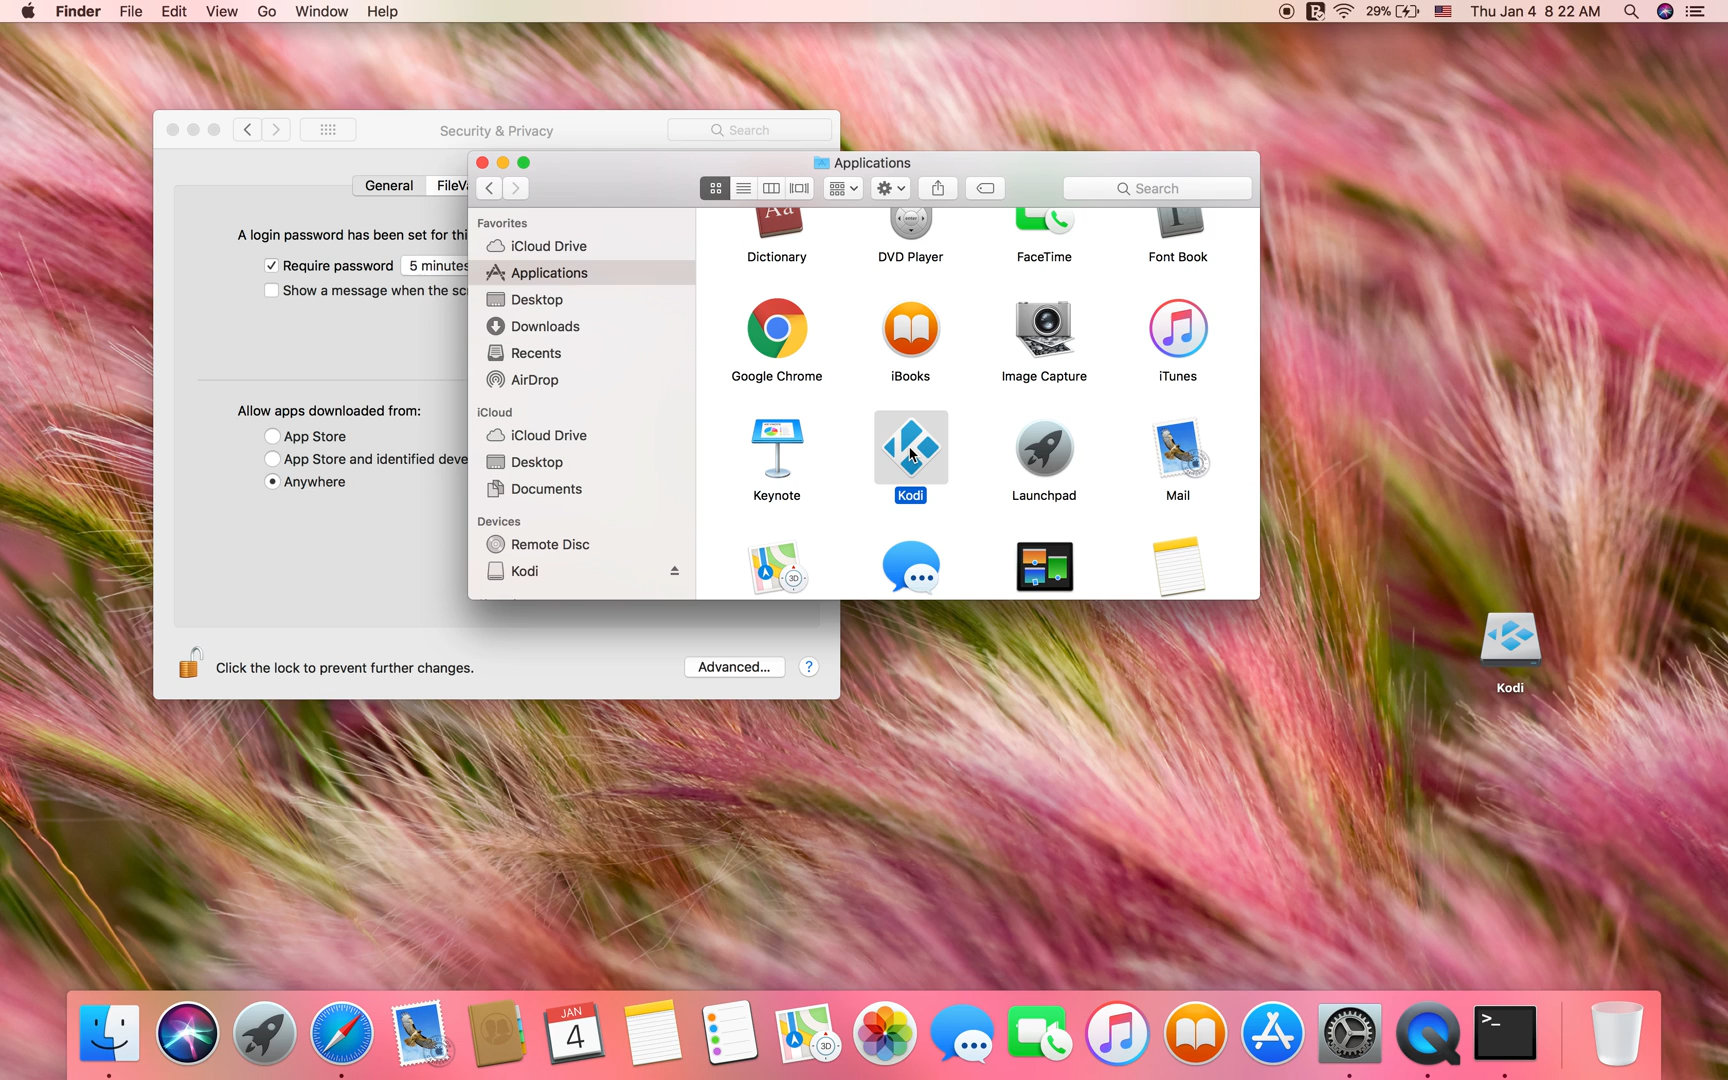 Finder File Edit View Go Window Help
29% Thu Jan 4 8 22 AM
Security & Privacy
Search
General
A login password has been set for
Require password 5 minutes
Show a message when the
Allow apps downloaded from:
App Store
App Store and identified
Anywhere
Click the lock to prevent further changes.
Advanced...
?
Applications
Search
Favorites
iCloud Drive
Applications
Desktop
Downloads
Recents
AirDrop
iCloud
iCloud Drive
Desktop
Documents
Devices
Remote Disc
Kodi
Aa
Dictionary DVD Player FaceTime Font Book
Google Chrome iBooks Image Capture iTunes
Keynote Kodi Launchpad Mail
3D
Kodi
JAN
4
3D
>_